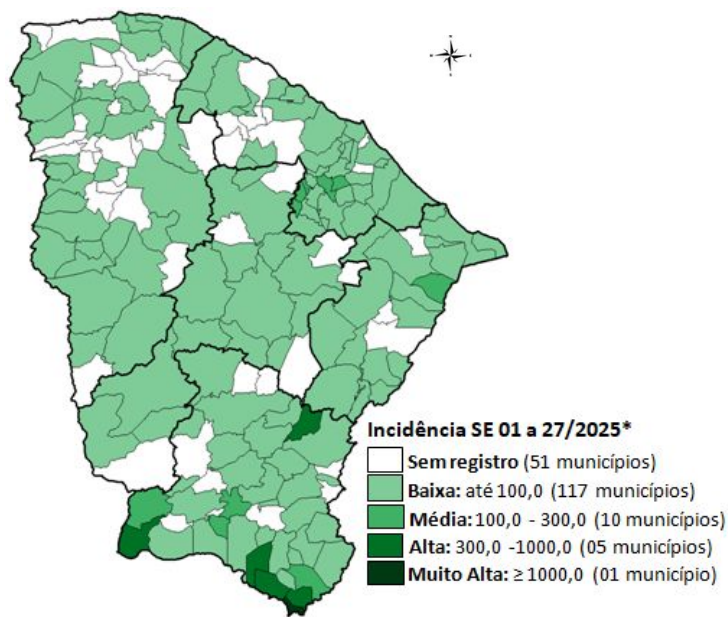 Incidência SE 01 a 27/2025*
Sem registro (51 municípios)
Baixa: até 100,0 (117 municípios)
Média: 100,0 - 300,0 (10 municípios)
Alta: 300,0 -1000,0 (05 municípios)
Muito Alta: ≥ 1000,0 (01 município)